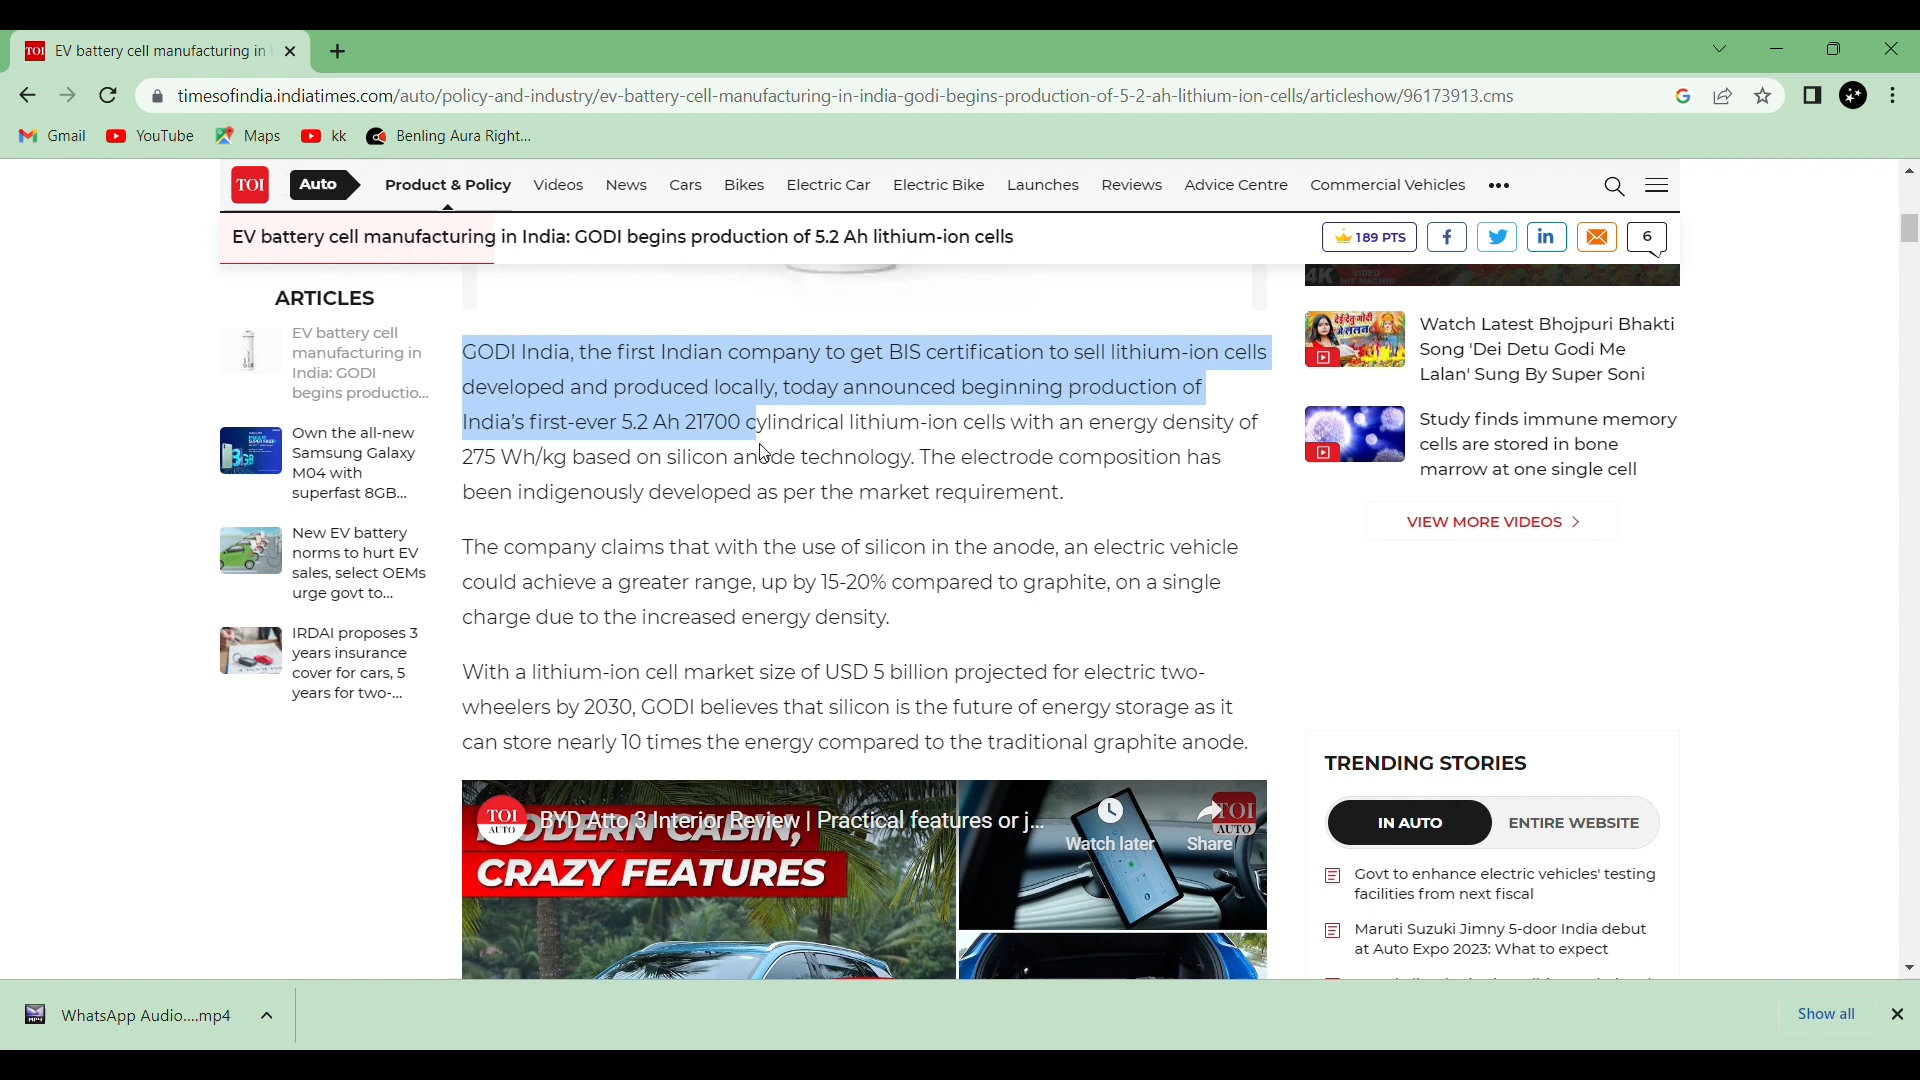 TOI EV battery cell manufacturing in
timesofindia.indiatimes.com/auto/policy-and-industry/ev-battery-cell-manufacturing-in-india-godi-begins-production-of-5-2-ah-lithium-ion-cells/articleshow/96173913.cms
Gmail YouTube Maps kk Benling Aura Right...
TOI Auto Product & Policy Videos News Cars Bikes Electric Car Electric Bike Launches Reviews Advice Centre Commercial Vehicles
EV battery cell manufacturing in India: GODI begins production of 5.2 Ah lithium-ion cells 189 PTS 6
ARTICLES
EV battery cell
manufacturing in
India: GODI
begins productio...
Own the all-new
Samsung Galaxy
M04 with
superfast 8GB...
New EV battery
norms to hurt EV
sales, select OEMs
urge govt to...
IRDAI proposes 3
years insurance
cover for cars, 5
years for two-...
GODI India, the first Indian company to get BIS certification to sell lithium-ion cells
developed and produced locally, today announced beginning production of
India's first-ever 5.2 Ah 21700 cylindrical lithium-ion cells with an energy density of
275 Wh/kg based on silicon anode technology. The electrode composition has
been indigenously developed as per the market requirement.
The company claims that with the use of silicon in the anode, an electric vehicle
could achieve a greater range, up by 15-20% compared to graphite, on a single
charge due to the increased energy density.
With a lithium-ion cell market size of USD 5 billion projected for electric two-
wheelers by 2030, GODI believes that silicon is the future of energy storage as it
can store nearly 10 times the energy compared to the traditional graphite anode.
TOI AUTO BYD Atto 3 Interior Review | Practical features or j...
MODERN CABIN,
CRAZY FEATURES
Watch later Share
TOI
AUTO
4K VIDEO
Watch Latest Bhojpuri Bhakti
Song 'Dei Detu Godi Me
Lalan' Sung By Super Soni
Study finds immune memory
cells are stored in bone
marrow at one single cell
VIEW MORE VIDEOS
TRENDING STORIES
IN AUTO ENTIRE WEBSITE
Govt to enhance electric vehicles' testing
facilities from next fiscal
Maruti Suzuki Jimny 5-door India debut
at Auto Expo 2023: What to expect
WhatsApp Audio....mp4
Show all